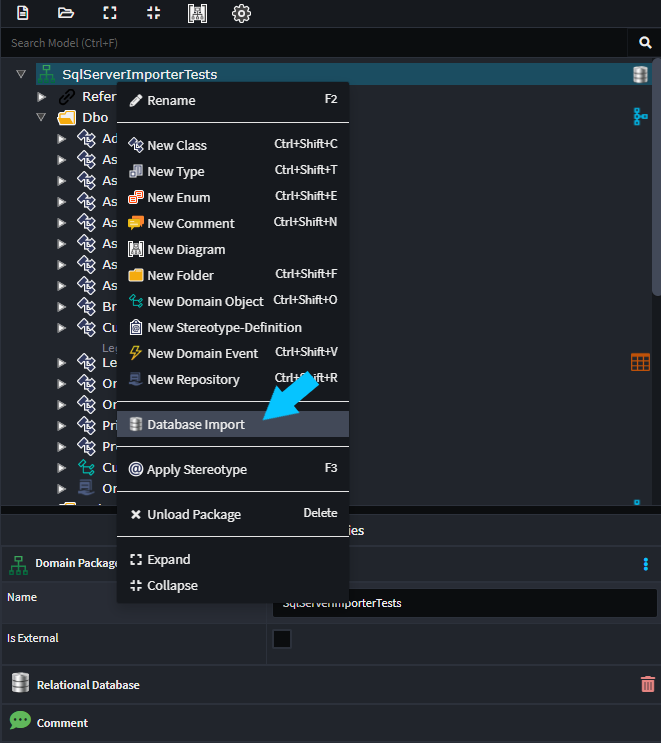 Search Model (Ctrl+F)
SqlServerImporterTests
Refer
Dbo
Ad
As
As
As
As
As
As
As
Br
Cu
Leg
Le
Or
Or
Pri
Pro
Cu
Or
Rename F2
New Class Ctrl+Shift+C
New Type Ctrl+Shift+T
New Enum Ctrl+Shift+E
New Comment Ctrl+Shift+N
New Diagram
New Folder Ctrl+Shift+F
New Domain Object Ctrl+Shift+O
New Stereotype-Definition
New Domain Event Ctrl+Shift+V
New Repository Ctrl+Shift+R
Database Import
Apply Stereotype F3
Unload Package Delete
Expand
Collapse
ies
Domain Package
Name SqlServerImporterTests
Is External
Relational Database
Comment